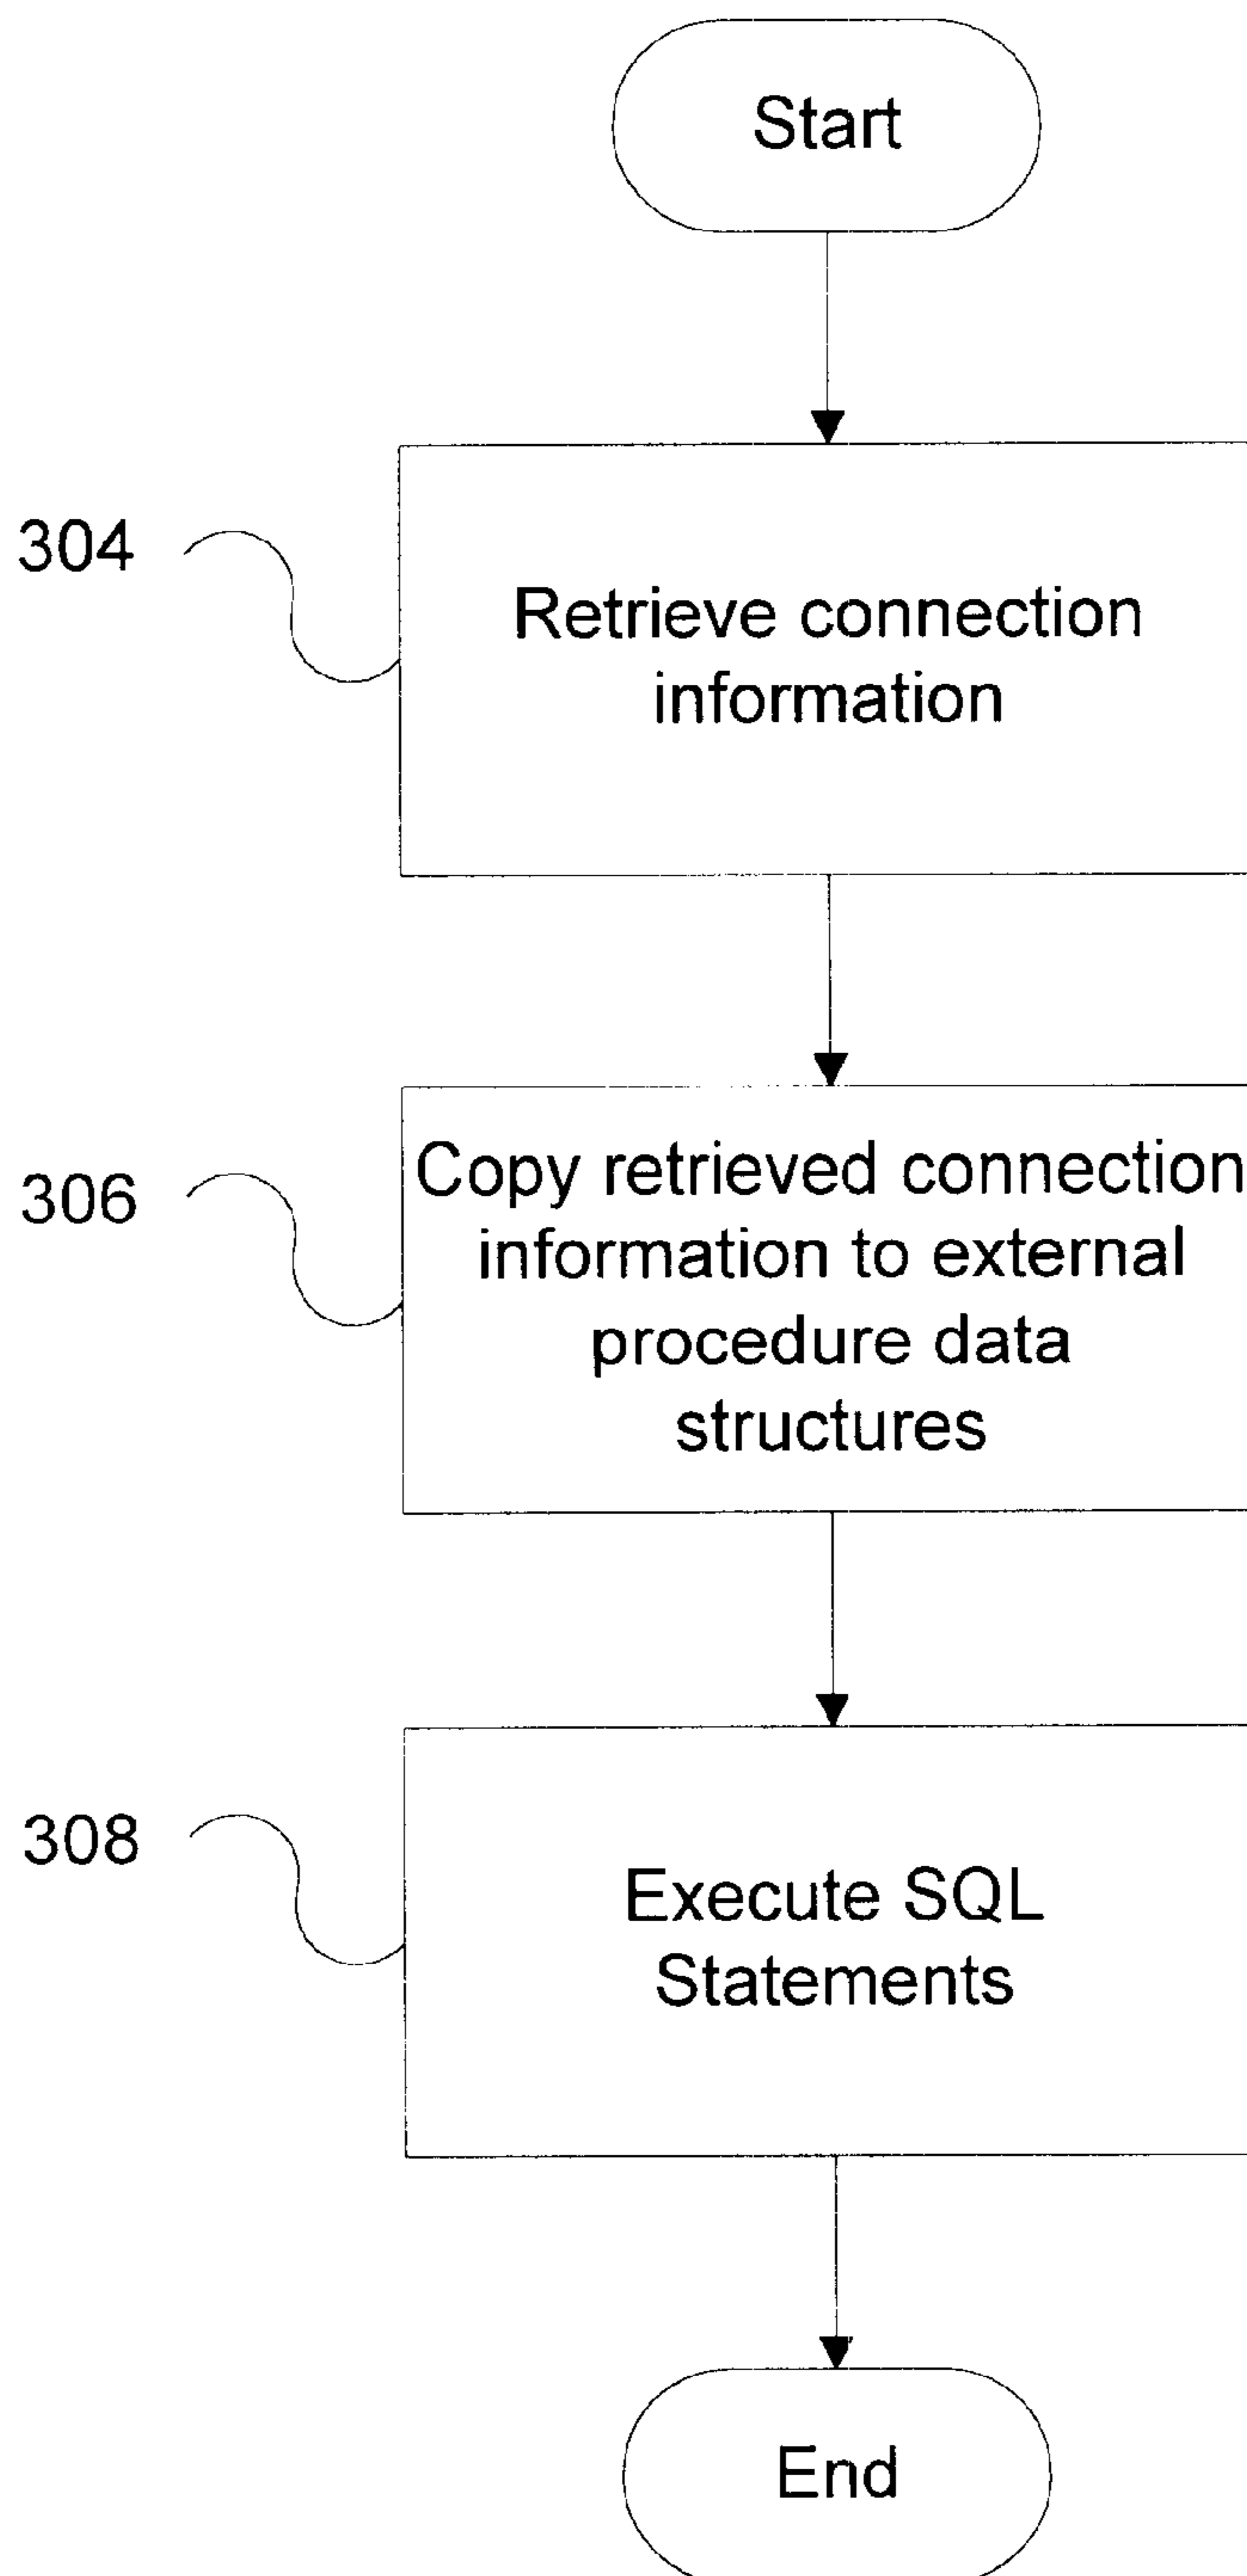 Start
304
Retrieve connection
information
306
Copy retrieved connection
information to external
procedure data
structures
308
Execute SQL
Statements
End